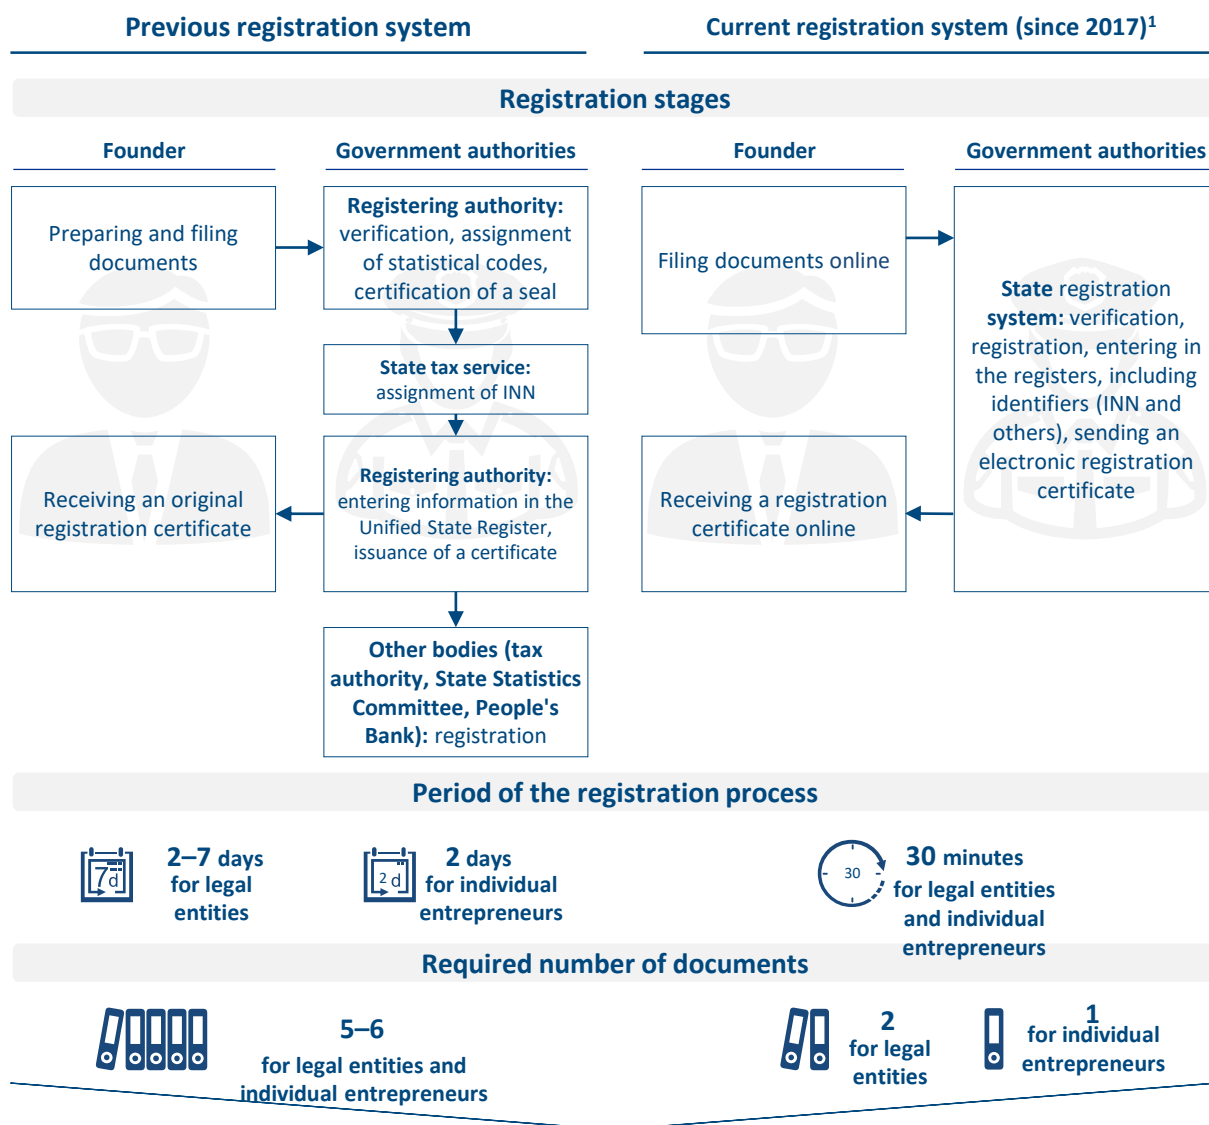 Previous registration system
Current registration system (since 2017)¹
Registration stages
Founder
Government authorities
Founder
Government authorities
Preparing and filing
documents
Registering authority:
verification, assignment
of statistical codes,
certification of a seal
State tax service:
assignment of INN
Registering authority:
entering information in the
Unified State Register,
issuance of a certificate
Receiving an original
registration certificate
Other bodies (tax
authority, State Statistics
Committee, People's
Bank): registration
Filing documents online
State registration
system: verification,
registration, entering in
the registers, including
identifiers (INN and
others), sending an
electronic registration
certificate
Receiving a registration
certificate online
Period of the registration process
7d
2–7 days
for legal
entities
2 d
2 days
for individual
entrepreneurs
30
30 minutes
for legal entities
and individual
entrepreneurs
Required number of documents
5–6
for legal entities and
individual entrepreneurs
2
for legal
entities
1
for individual
entrepreneurs